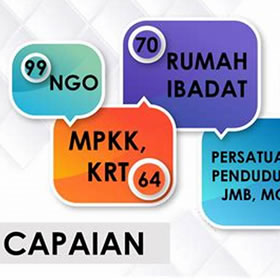 99
NGO
70
RUMAH
IBADAT
MPKK,
KRT
64
PERSATUA
PENDUDU
JMB, MC
CAPAIAN